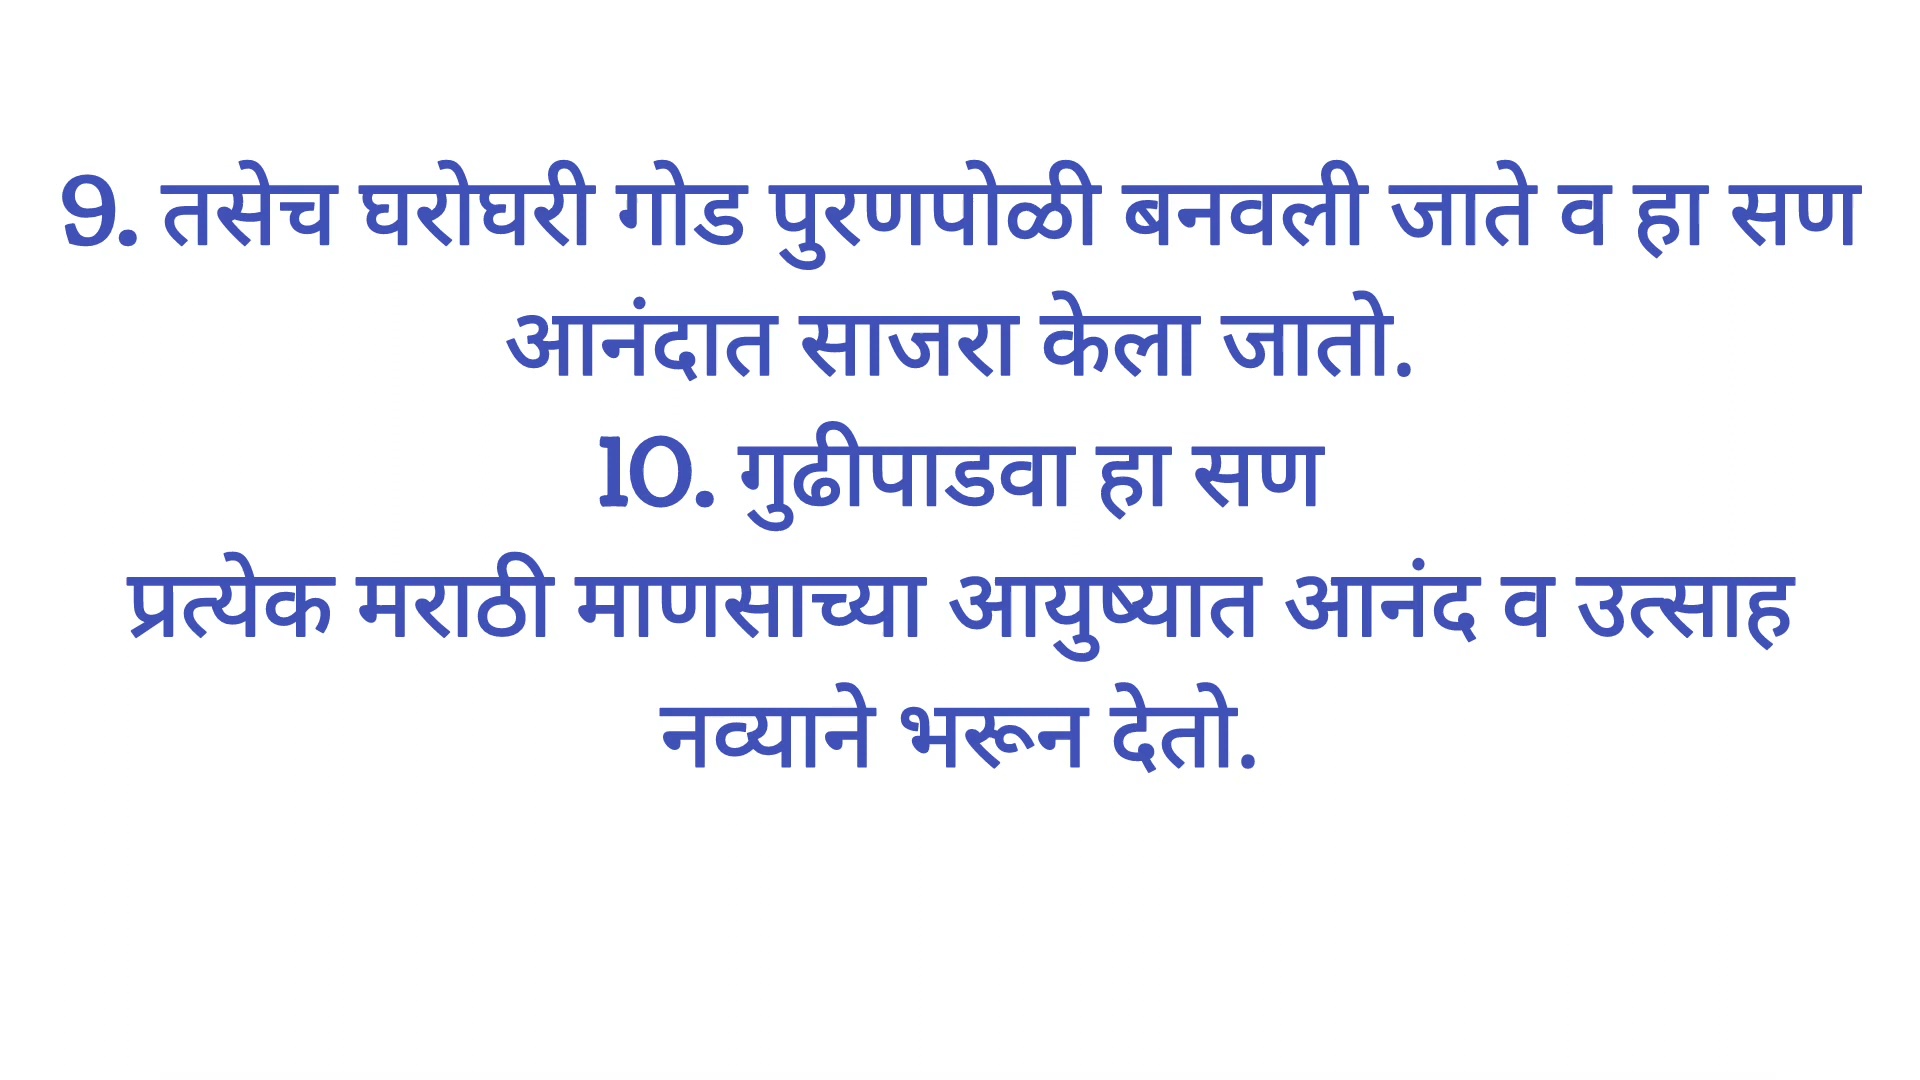 9. तसेच घरोघरी गोड पुरणपोळी बनवली जाते व हा सण
आनंदात साजरा केला जातो.
10. गुढीपाडवा हा सण
प्रत्येक मराठी माणसाच्या आयुष्यात आनंद व उत्साह
नव्याने भरून देतो.